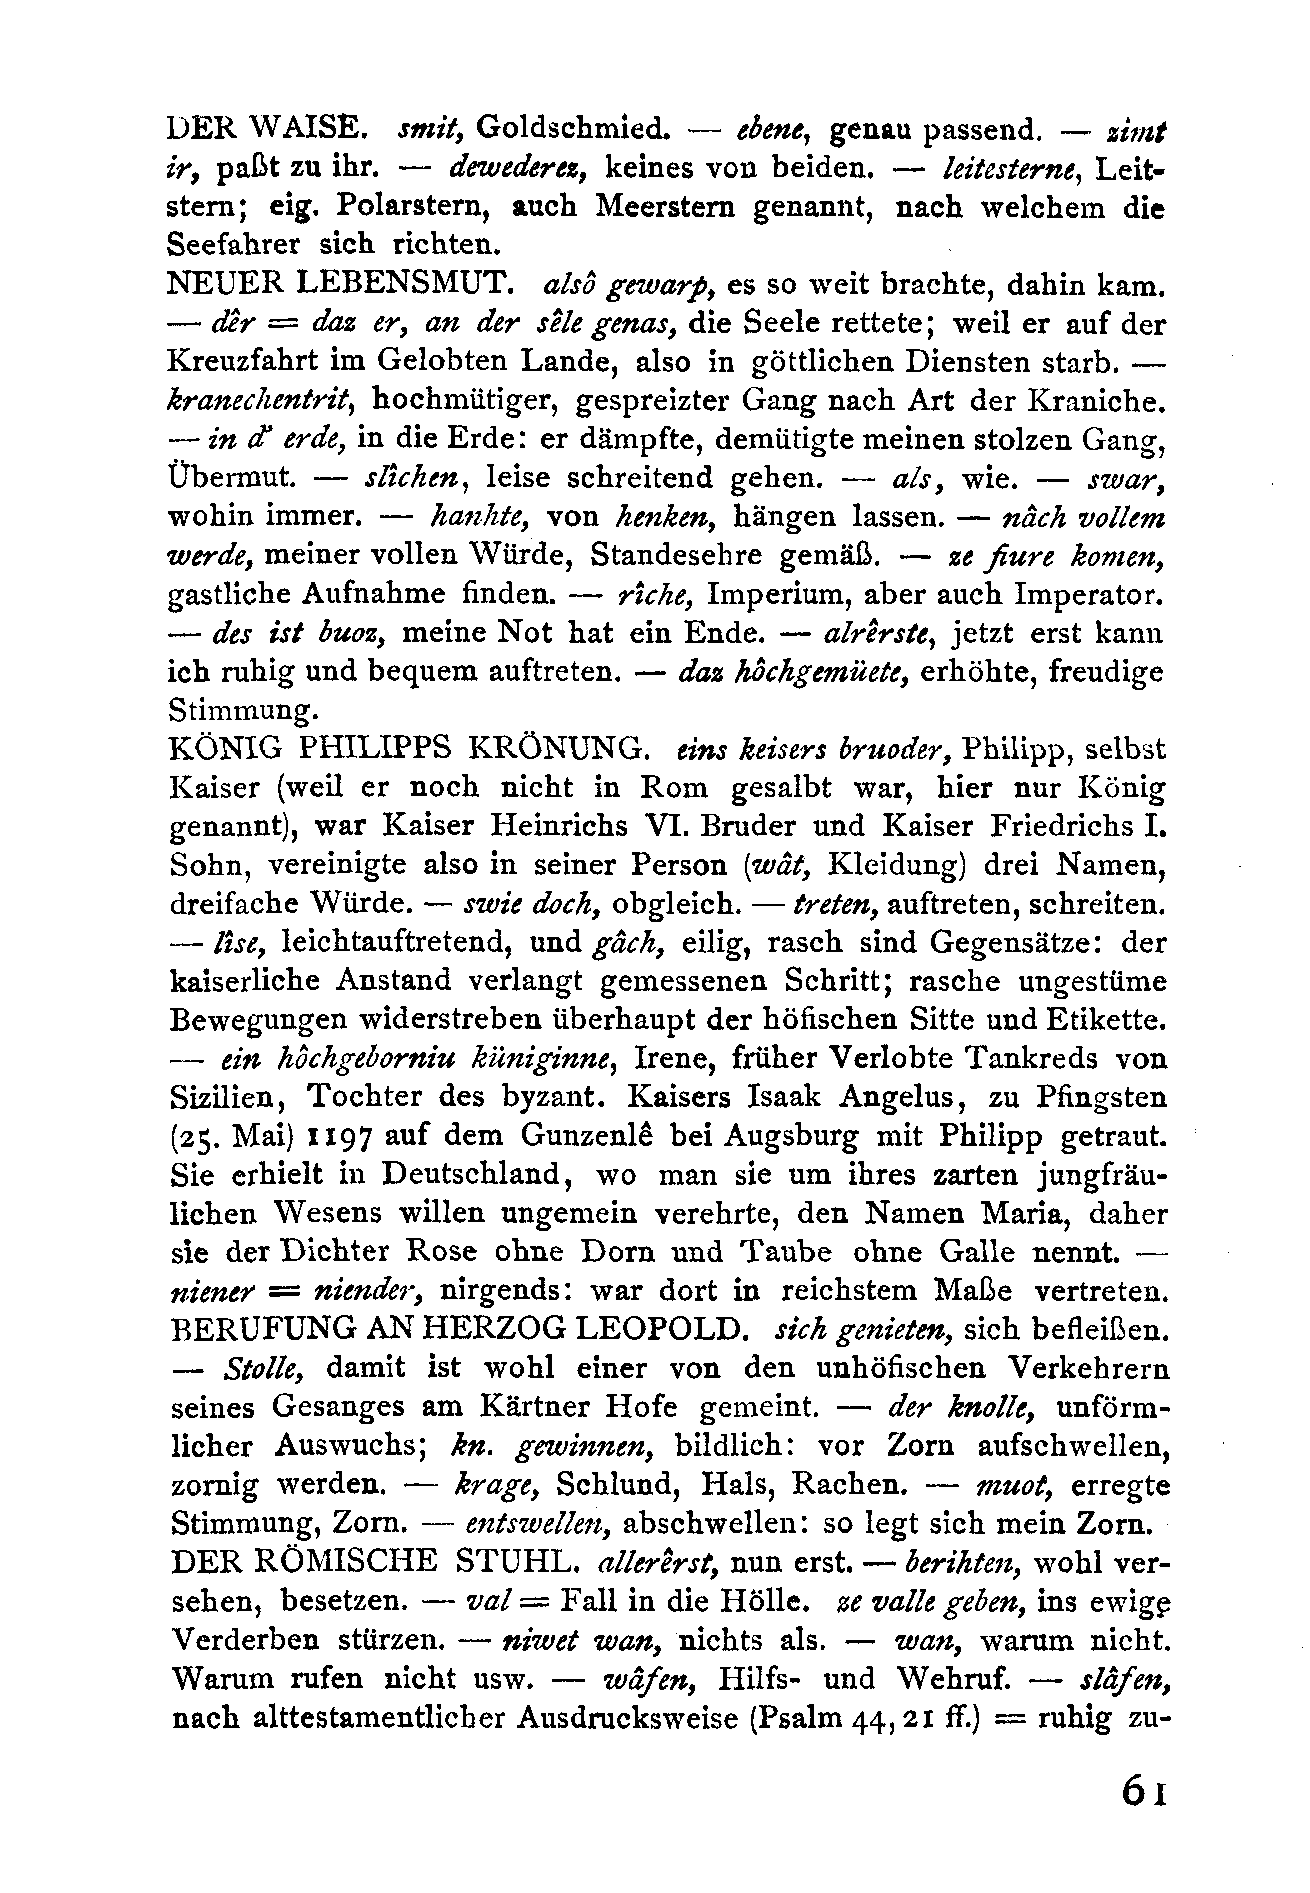 DER WAISE. smit, Goldschmied. — ebene, genau passend. — zimt
ir, paßt zu ihr. — dewederez, keines von beiden. — leitesterne, Leit-
stern; eig. Polarstern, auch Meerstern genannt, nach welchem die
Seefahrer sich richten.
NEUER LEBENSMUT. alsô gewarp, es so weit brachte, dahin kam.
— dêr = daz er, an der sêle genas, die Seele rettete; weil er auf der
Kreuzfahrt im Gelobten Lande, also in göttlichen Diensten starb. —
kranechentrit, hochmütiger, gespreizter Gang nach Art der Kraniche.
— in d' erde, in die Erde: er dämpfte, demütigte meinen stolzen Gang,
Übermut. — slîchen, leise schreitend gehen. — als, wie. — swar,
wohin immer. — hanhte, von henken, hängen lassen. — nâch vollem
werde, meiner vollen Würde, Standesehre gemäß. — ze fiure komen,
gastliche Aufnahme finden. — rîche, Imperium, aber auch Imperator.
— des ist buoz, meine Not hat ein Ende. — alrêrste, jetzt erst kann
ich ruhig und bequem auftreten. — daz hôchgemüete, erhöhte, freudige
Stimmung.
KÖNIG PHILIPPS KRÖNUNG. eins keisers bruoder, Philipp, selbst
Kaiser (weil er noch nicht in Rom gesalbt war, hier nur König
genannt), war Kaiser Heinrichs VI. Bruder und Kaiser Friedrichs I.
Sohn, vereinigte also in seiner Person (wât, Kleidung) drei Namen,
dreifache Würde. — swie doch, obgleich. — treten, auftreten, schreiten.
— lîse, leichtauftretend, und gâch, eilig, rasch sind Gegensätze: der
kaiserliche Anstand verlangt gemessenen Schritt; rasche ungestüme
Bewegungen widerstreben überhaupt der höfischen Sitte und Etikette.
— ein hôchgeborniu küniginne, Irene, früher Verlobte Tankreds von
Sizilien, Tochter des byzant. Kaisers Isaak Angelus, zu Pfingsten
(25. Mai) 1197 auf dem Gunzenlê bei Augsburg mit Philipp getraut.
Sie erhielt in Deutschland, wo man sie um ihres zarten jungfräu-
lichen Wesens willen ungemein verehrte, den Namen Maria, daher
sie der Dichter Rose ohne Dorn und Taube ohne Galle nennt. —
niener = niender, nirgends: war dort in reichstem Maße vertreten.
BERUFUNG AN HERZOG LEOPOLD. sich genieten, sich befleißen.
— Stolle, damit ist wohl einer von den unhöfischen Verkehrern
seines Gesanges am Kärtner Hofe gemeint. — der knolle, unförm-
licher Auswuchs; kn. gewinnen, bildlich: vor Zorn aufschwellen,
zornig werden. — krage, Schlund, Hals, Rachen. — muot, erregte
Stimmung, Zorn. — entswellen, abschwellen: so legt sich mein Zorn.
DER RÖMISCHE STUHL. allerêrst, nun erst. — berihten, wohl ver-
sehen, besetzen. — val = Fall in die Hölle. ze valle geben, ins ewige
Verderben stürzen. — niwet wan, nichts als. — wan, warum nicht.
Warum rufen nicht usw. — wâfen, Hilfs- und Wehruf. — slâfen,
nach alttestamentlicher Ausdrucksweise (Psalm 44, 21 ff.) = ruhig zu-
61